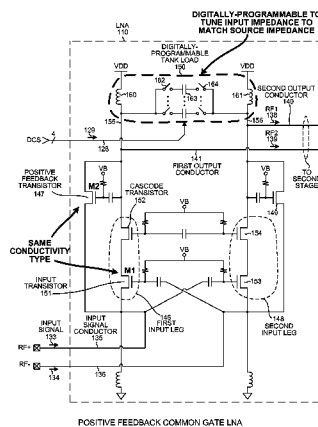 DIGITALLY-PROGRAMMABLE TO
TUNE INPUT IMPEDANCE TO
MATCH SOURCE IMPEDANCE
LNA
110
DIGITALLY-
PROGRAMMABLE
TANK LOAD
150
VDD
VDD
162
164
163
160
161
155
156
SECOND OUTPUT
CONDUCTOR
RF1
138
140
RF2
139
DCS
4
129
128
141
FIRST OUTPUT
CONDUCTOR
TO
SECOND
STAGE
POSITIVE
FEEDBACK
TRANSISTOR
147
M2
VB
VB
149
CASCODE
TRANSISTOR
152
VB
154
SAME
CONDUCTIVITY
TYPE
VB
M1
INPUT
TRANSISTOR
151
153
INPUT
SIGNAL
133
INPUT
SIGNAL
CONDUCTOR
135
146
FIRST
INPUT LEG
148
SECOND
INPUT LEG
RF+
RF-
134
136
POSITIVE FEEDBACK COMMON GATE LNA